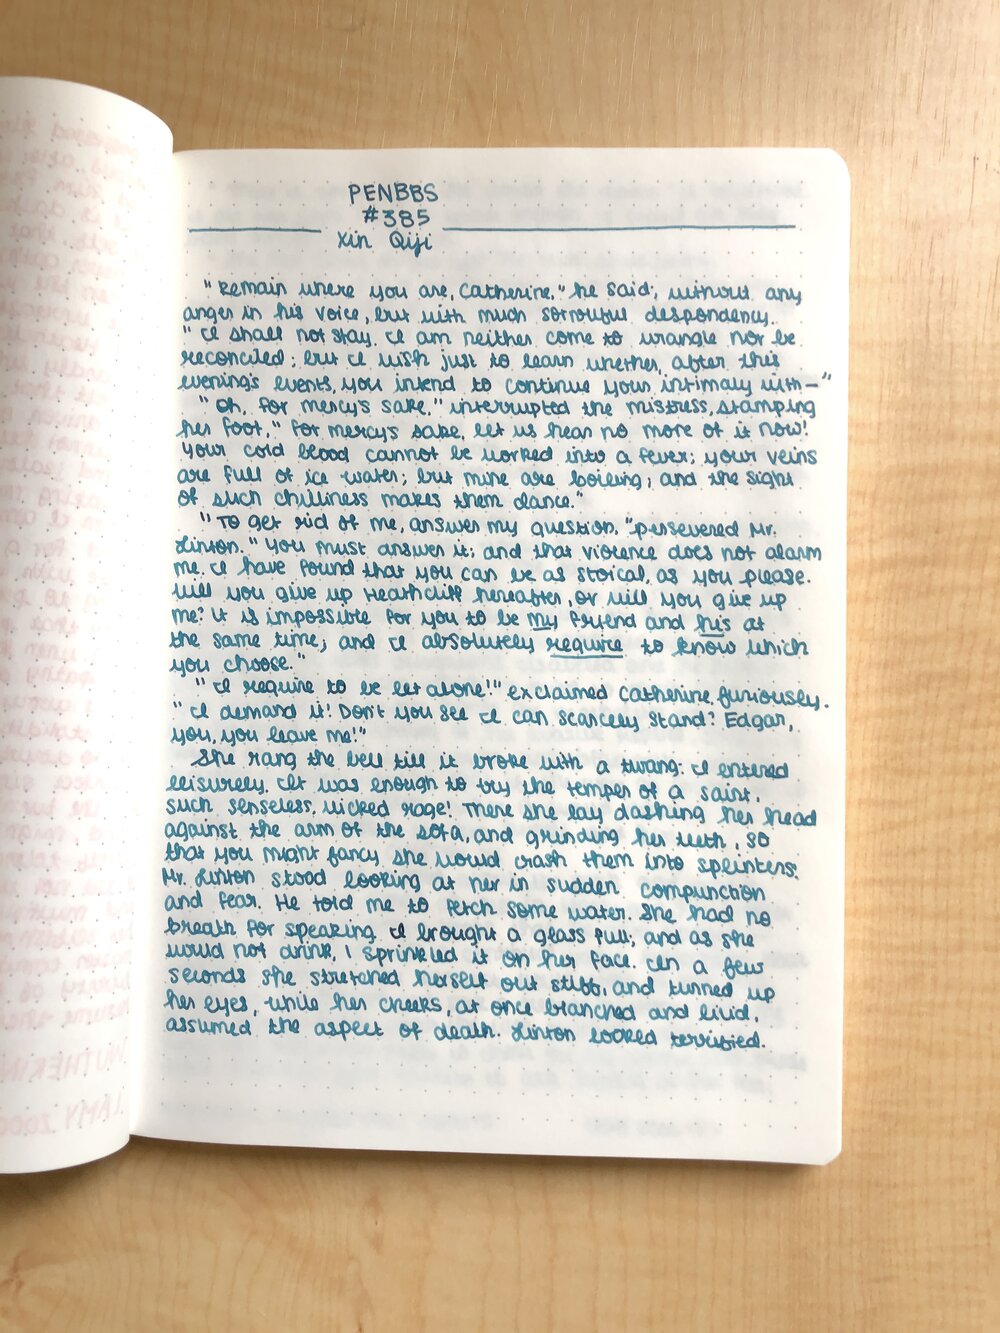 PENBBS
#385
Xin Qiji
"Remain where you are, Catherine," he said; without any
anger in his voice, but with much sorrowful despondency.
"I shall not stay. I am neither come to wrangle nor be
reconciled; but I wish just to learn whether, after this
evening's events, you intend to continue your intimacy with—"
"Oh, for mercy's sake," interrupted the mistress, stamping
her foot, "for mercy's sake, let us hear no more of it now!
Your cold blood cannot be worked into a fever; your veins
are full of ice water; but mine are boiling; and the sight
of such chilliness makes them dance."
"To get rid of me, answer my question, "persevered Mr.
Linton. "You must answer it; and that violence does not alarm
me. I have found that you can be as stoical, as you please.
Will you give up Heathcliff hereafter, or will you give up
me? It is impossible for you to be my friend and his at
the same time; and I absolutely require to know which
you choose."
"I require to be let alone!" exclaimed Catherine, furiously.
"I demand it! Don't you see I can scarcely stand? Edgar,
you, you leave me!"
She rang the bell till it broke with a twang: I entered
leisurely. It was enough to try the temper of a saint,
such senseless, wicked rage! There she lay dashing her head
against the arm of the sofa, and grinding her teeth, so
that you might fancy she would crash them into splinters.
Mr. Linton stood looking at her in sudden compunction
and fear. He told me to fetch some water. She had no
breath for speaking. I brought a glass full; and as she
would not drink, I sprinkled it on her face. In a few
seconds she stretched herself out stiff, and turned up
her eyes, while her cheeks, at once blanched and livid,
assumed the aspect of death. Linton looked terrified.